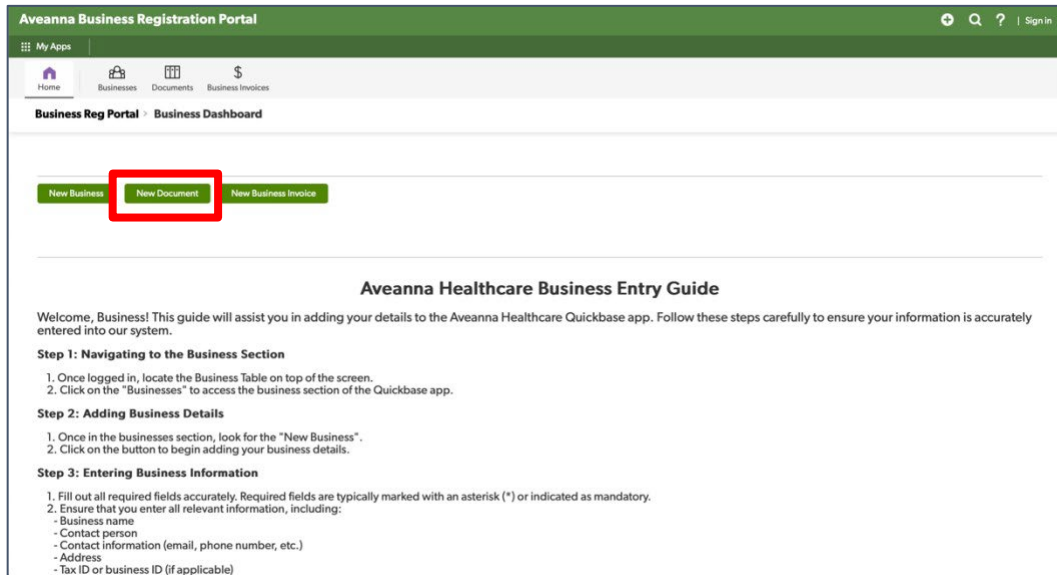 Aveanna Business Registration Portal
? | Sign in
My Apps
Home Businesses Documents $ Business Invoices
Business Reg Portal > Business Dashboard
New Business New Document New Business Invoice
Aveanna Healthcare Business Entry Guide
Welcome, Business! This guide will assist you in adding your details to the Aveanna Healthcare Quickbase app. Follow these steps carefully to ensure your information is accurately
entered into our system.
Step 1: Navigating to the Business Section
1. Once logged in, locate the Business Table on top of the screen.
2. Click on the "Businesses" to access the business section of the Quickbase app.
Step 2: Adding Business Details
1. Once in the businesses section, look for the "New Business".
2. Click on the button to begin adding your business details.
Step 3: Entering Business Information
1. Fill out all required fields accurately. Required fields are typically marked with an asterisk (*) or indicated as mandatory.
2. Ensure that you enter all relevant information, including:
- Business name
- Contact person
- Contact information (email, phone number, etc.)
- Address
- Tax ID or business ID (if applicable)